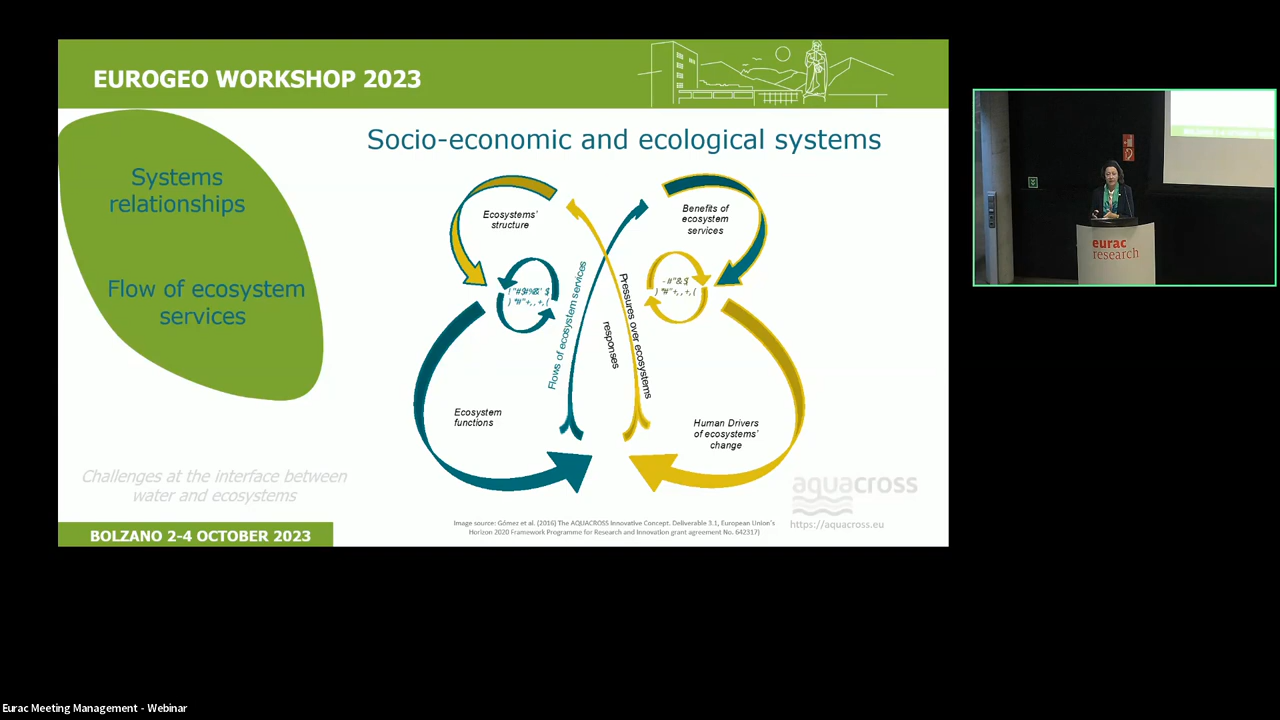 EUROGEO WORKSHOP 2023
Systems
relationships
Flow of ecosystem
services
Challenges at the interface between
water and ecosystems
BOLZANO 2-4 OCTOBER 2023
Socio-economic and ecological systems
Ecosystems'
structure
Benefits of
ecosystem
services
Flows of ecosystem services
responses
Pressures over ecosystems
Ecosystem
functions
Human Drivers
of ecosystems'
change
aquacross
https://aquacross.eu
Image source: Gómez et al. (2016) The AQUACROSS Innovative Concept. Deliverable 3.1, European Union's
Horizon 2020 Framework Programme for Research and Innovation grant agreement No. 642317)
eurac
research
Eurac Meeting Management - Webinar